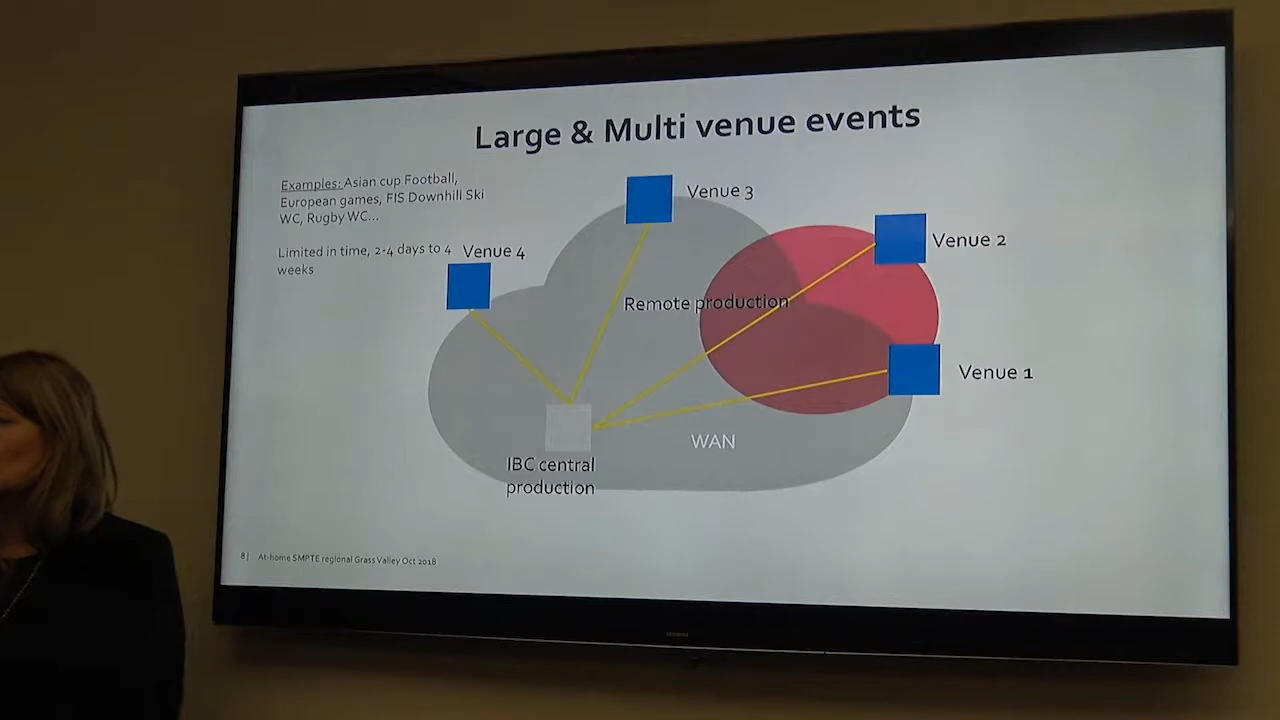 Large & Multi venue events
Examples: Asian cup Football,
European games, FIS Downhill Ski
WC, Rugby WC...
Limited in time, 2-4 days to 4
weeks
Venue 4
Venue 3
Venue 2
Remote production
Venue 1
WAN
IBC central
production
8| At-home SMPTE regional Grass Valley Oct 2018